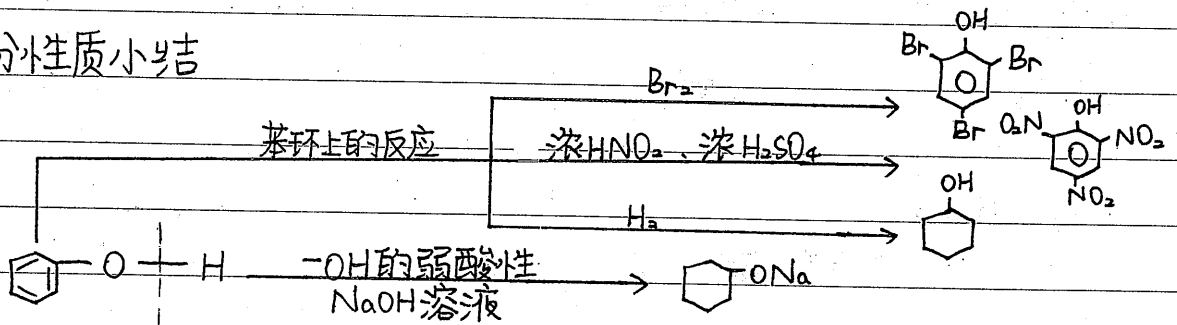 性质小结
Br₂
OH
Br
Br
Br
苯环上的反应
浓HNO₂、浓H₂SO₄
OH
O₂N
NO₂
NO₂
H₂
OH
O
H
-OH的弱酸性
NaOH溶液
ONa